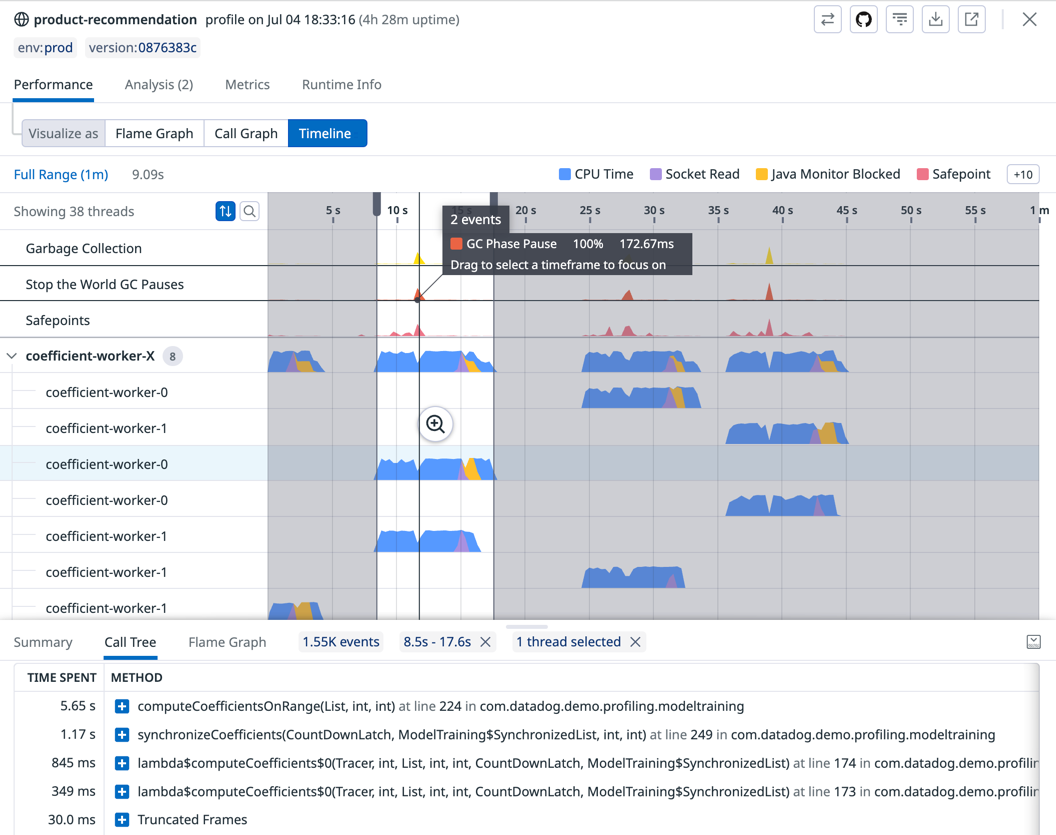 product-recommendation profile on Jul 04 18:33:16 (4h 28m uptime)
env:prod version:0876383c
Performance Analysis (2) Metrics Runtime Info
Visualize as Flame Graph Call Graph Timeline
Full Range (1m) 9.09s CPU Time Socket Read Java Monitor Blocked Safepoint +10
Showing 38 threads 5 s 10 s 15 s 20 s 25 s 30 s 35 s 40 s 45 s 50 s 55 s 1 m
2 events
GC Phase Pause 100% 172.67ms
Drag to select a timeframe to focus on
Garbage Collection
Stop the World GC Pauses
Safepoints
coefficient-worker-X 8
coefficient-worker-0
coefficient-worker-1
coefficient-worker-0
coefficient-worker-0
coefficient-worker-1
coefficient-worker-1
coefficient-worker-1
Summary Call Tree Flame Graph 1.55K events 8.5s - 17.6s 1 thread selected
TIME SPENT METHOD
5.65 s computeCoefficientsOnRange(List, int, int) at line 224 in com.datadog.demo.profiling.modeltraining
1.17 s synchronizeCoefficients(CountDownLatch, ModelTraining$SynchronizedList, int, int) at line 249 in com.datadog.demo.profiling.modeltraining
845 ms lambda$computeCoefficients$0(Tracer, int, List, int, int, CountDownLatch, ModelTraining$SynchronizedList) at line 174 in com.datadog.demo.profilin
349 ms lambda$computeCoefficients$0(Tracer, int, List, int, int, CountDownLatch, ModelTraining$SynchronizedList) at line 173 in com.datadog.demo.profilin
30.0 ms Truncated Frames